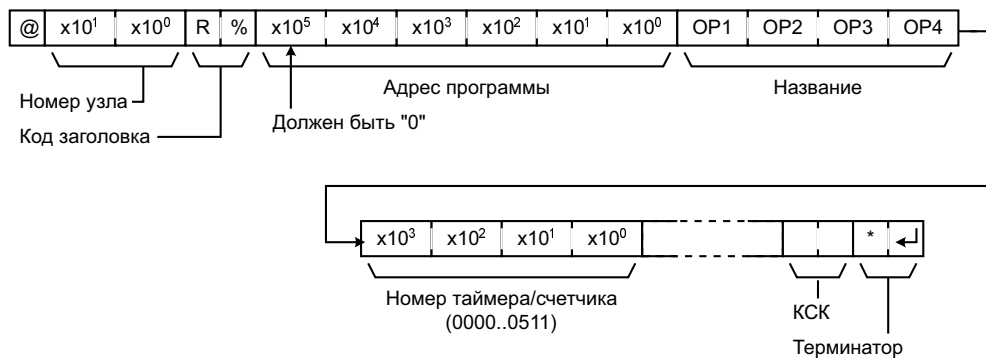 @ x10¹ x10⁰ R % x10⁵ x10⁴ x10³ x10² x10¹ x10⁰ OP1 OP2 OP3 OP4
Номер узла
Код заголовка
Должен быть "0"
Адрес программы
Название
x10³ x10² x10¹ x10⁰ * ↵
Номер таймера/счетчика
(0000..0511)
КСК
Терминатор